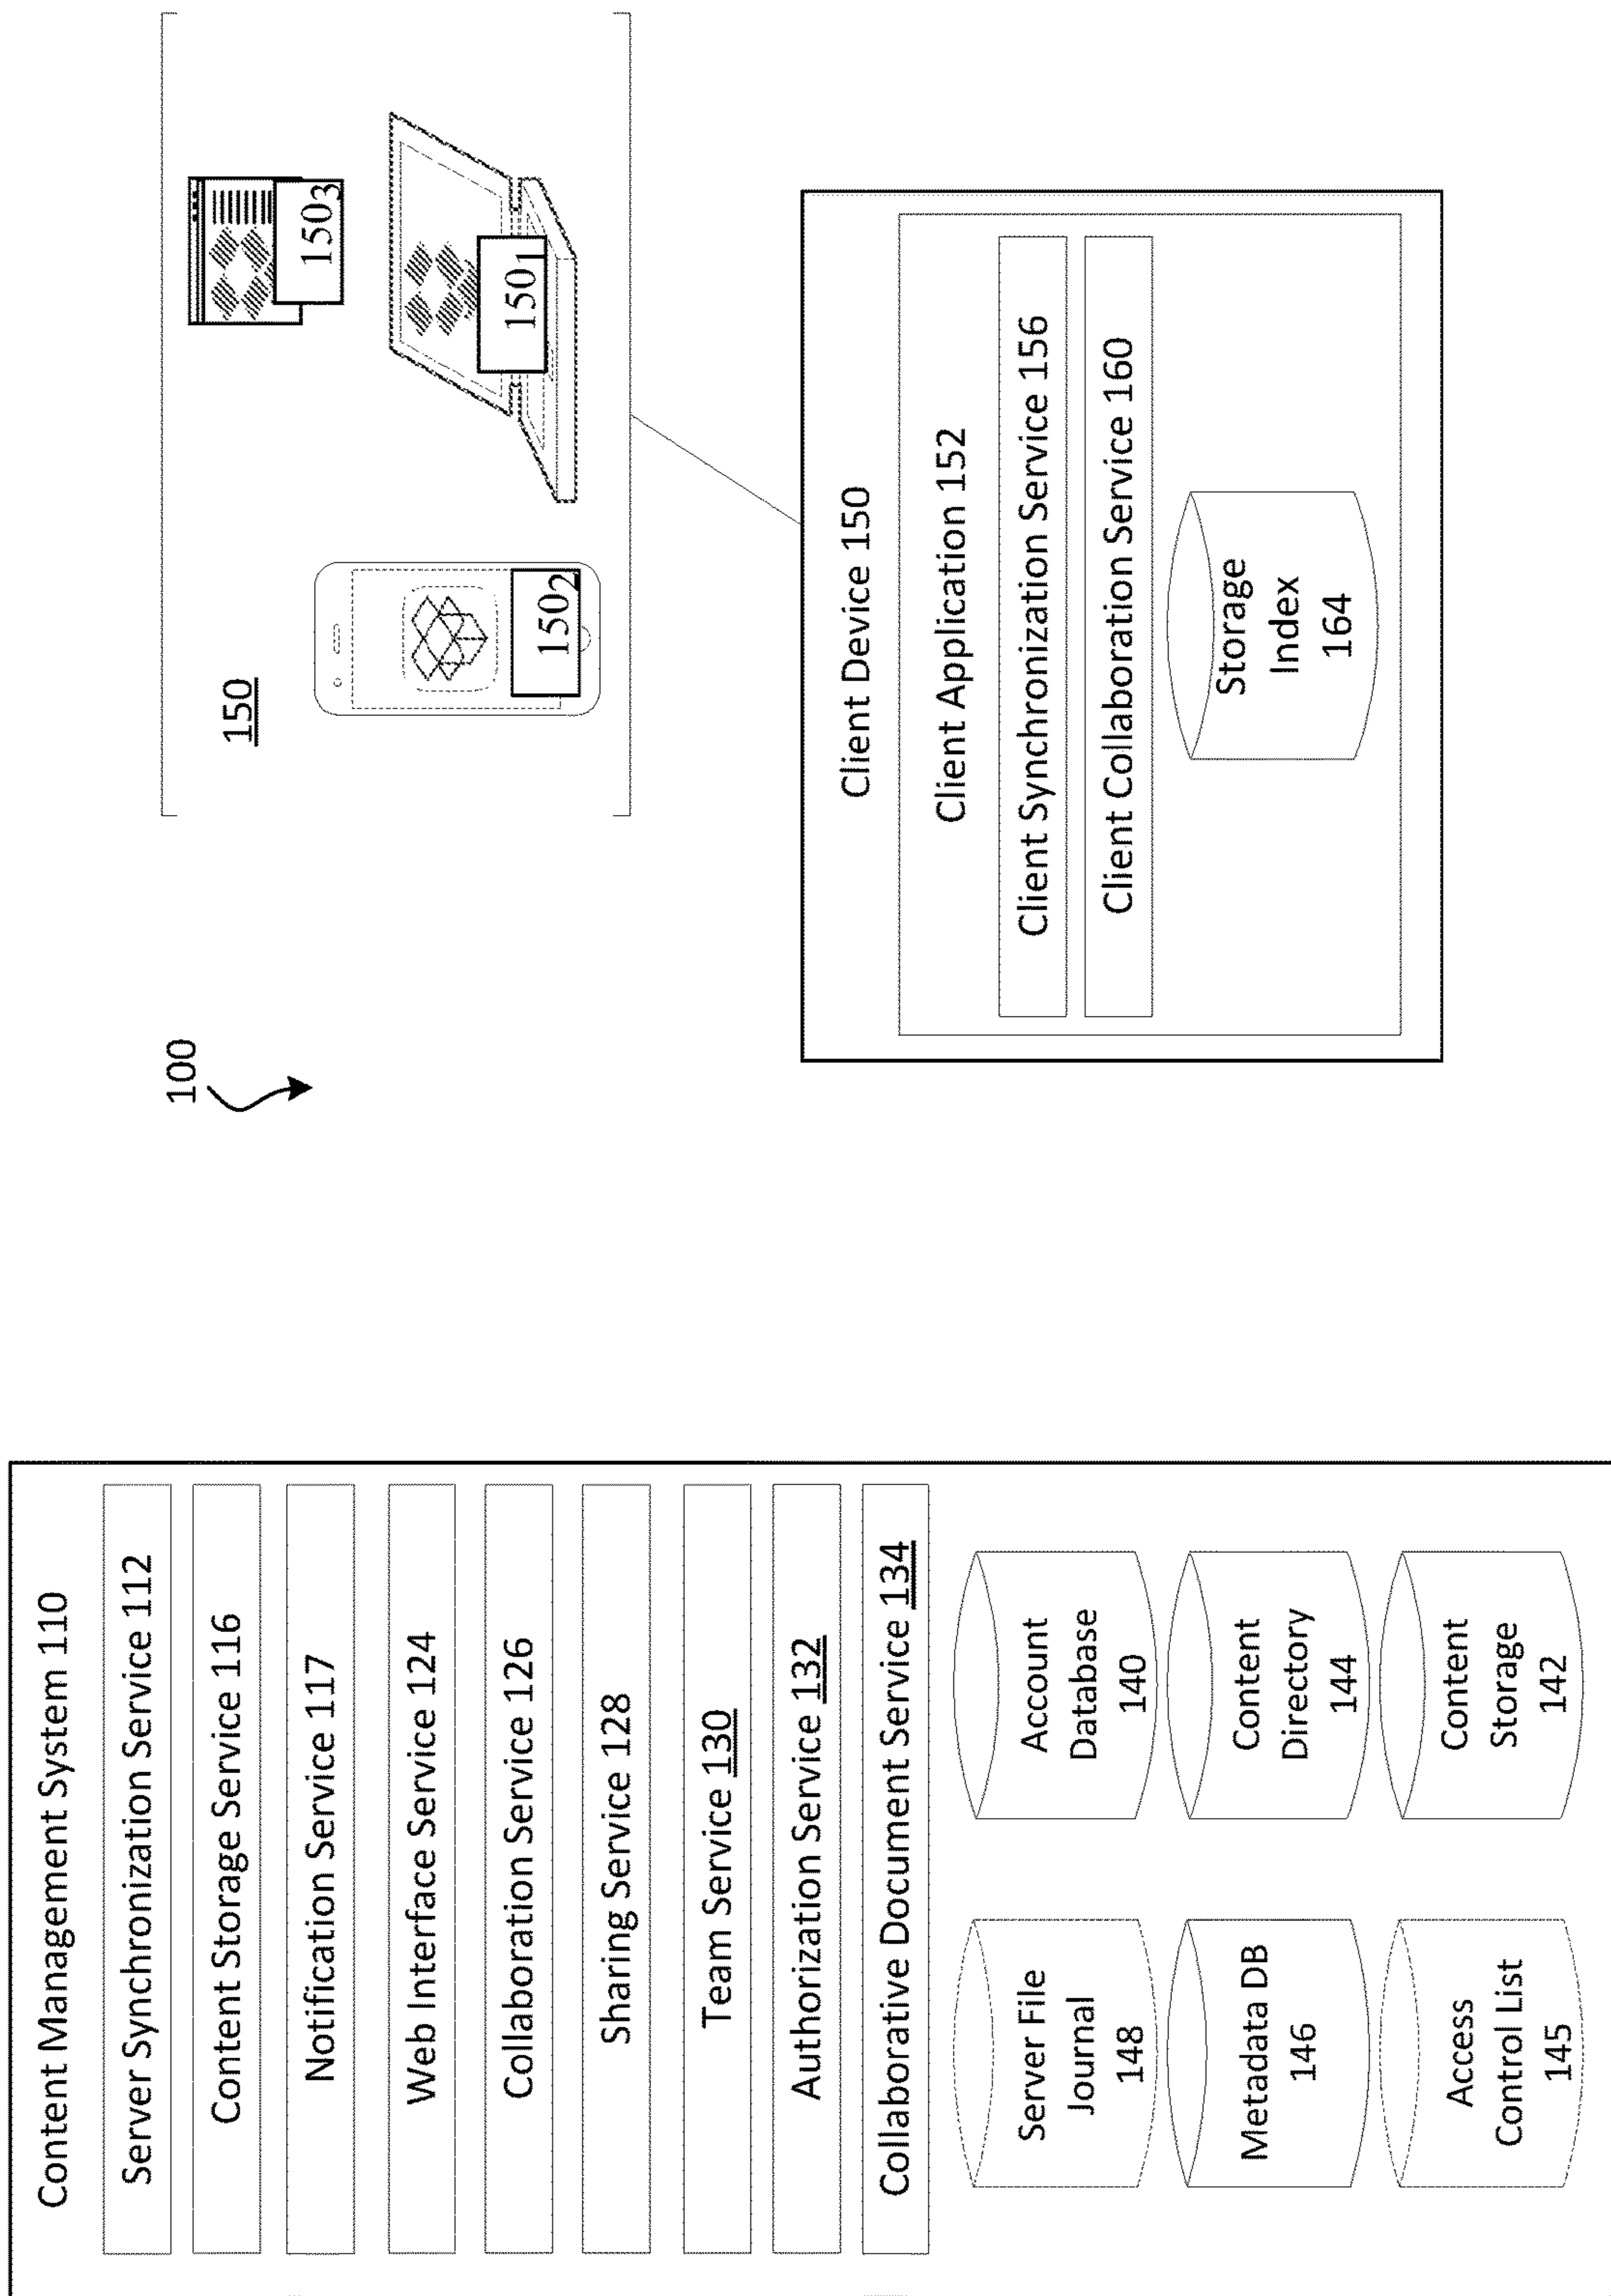 Content Management System 110
Server Synchronization Service 112
Content Storage Service 116
Notification Service 117
Web Interface Service 124
Collaboration Service 126
Sharing Service 128
Team Service 130
Authorization Service 132
Collaborative Document Service 134
Server File
Journal
148
Account
Database
140
Metadata DB
146
Content
Directory
144
Access
Control List
145
Content
Storage
142
100
150
150₂
150₃
150₁
Client Device 150
Client Application 152
Client Synchronization Service 156
Client Collaboration Service 160
Storage
Index
164